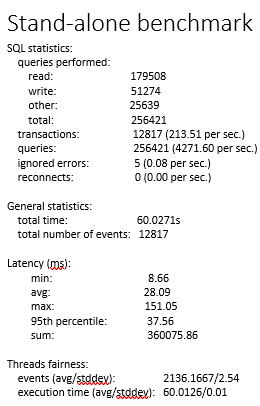 Stand-alone benchmark
SQL statistics:
queries performed:
read: 179508
write: 51274
other: 25639
total: 256421
transactions: 12817 (213.51 per sec.)
queries: 256421 (4271.60 per sec.)
ignored errors: 5 (0.08 per sec.)
reconnects: 0 (0.00 per sec.)
General statistics:
total time: 60.0271s
total number of events: 12817
Latency (ms):
min: 8.66
avg: 28.09
max: 151.05
95th percentile: 37.56
sum: 360075.86
Threads fairness:
events (avg/stddev): 2136.1667/2.54
execution time (avg/stddev): 60.0126/0.01